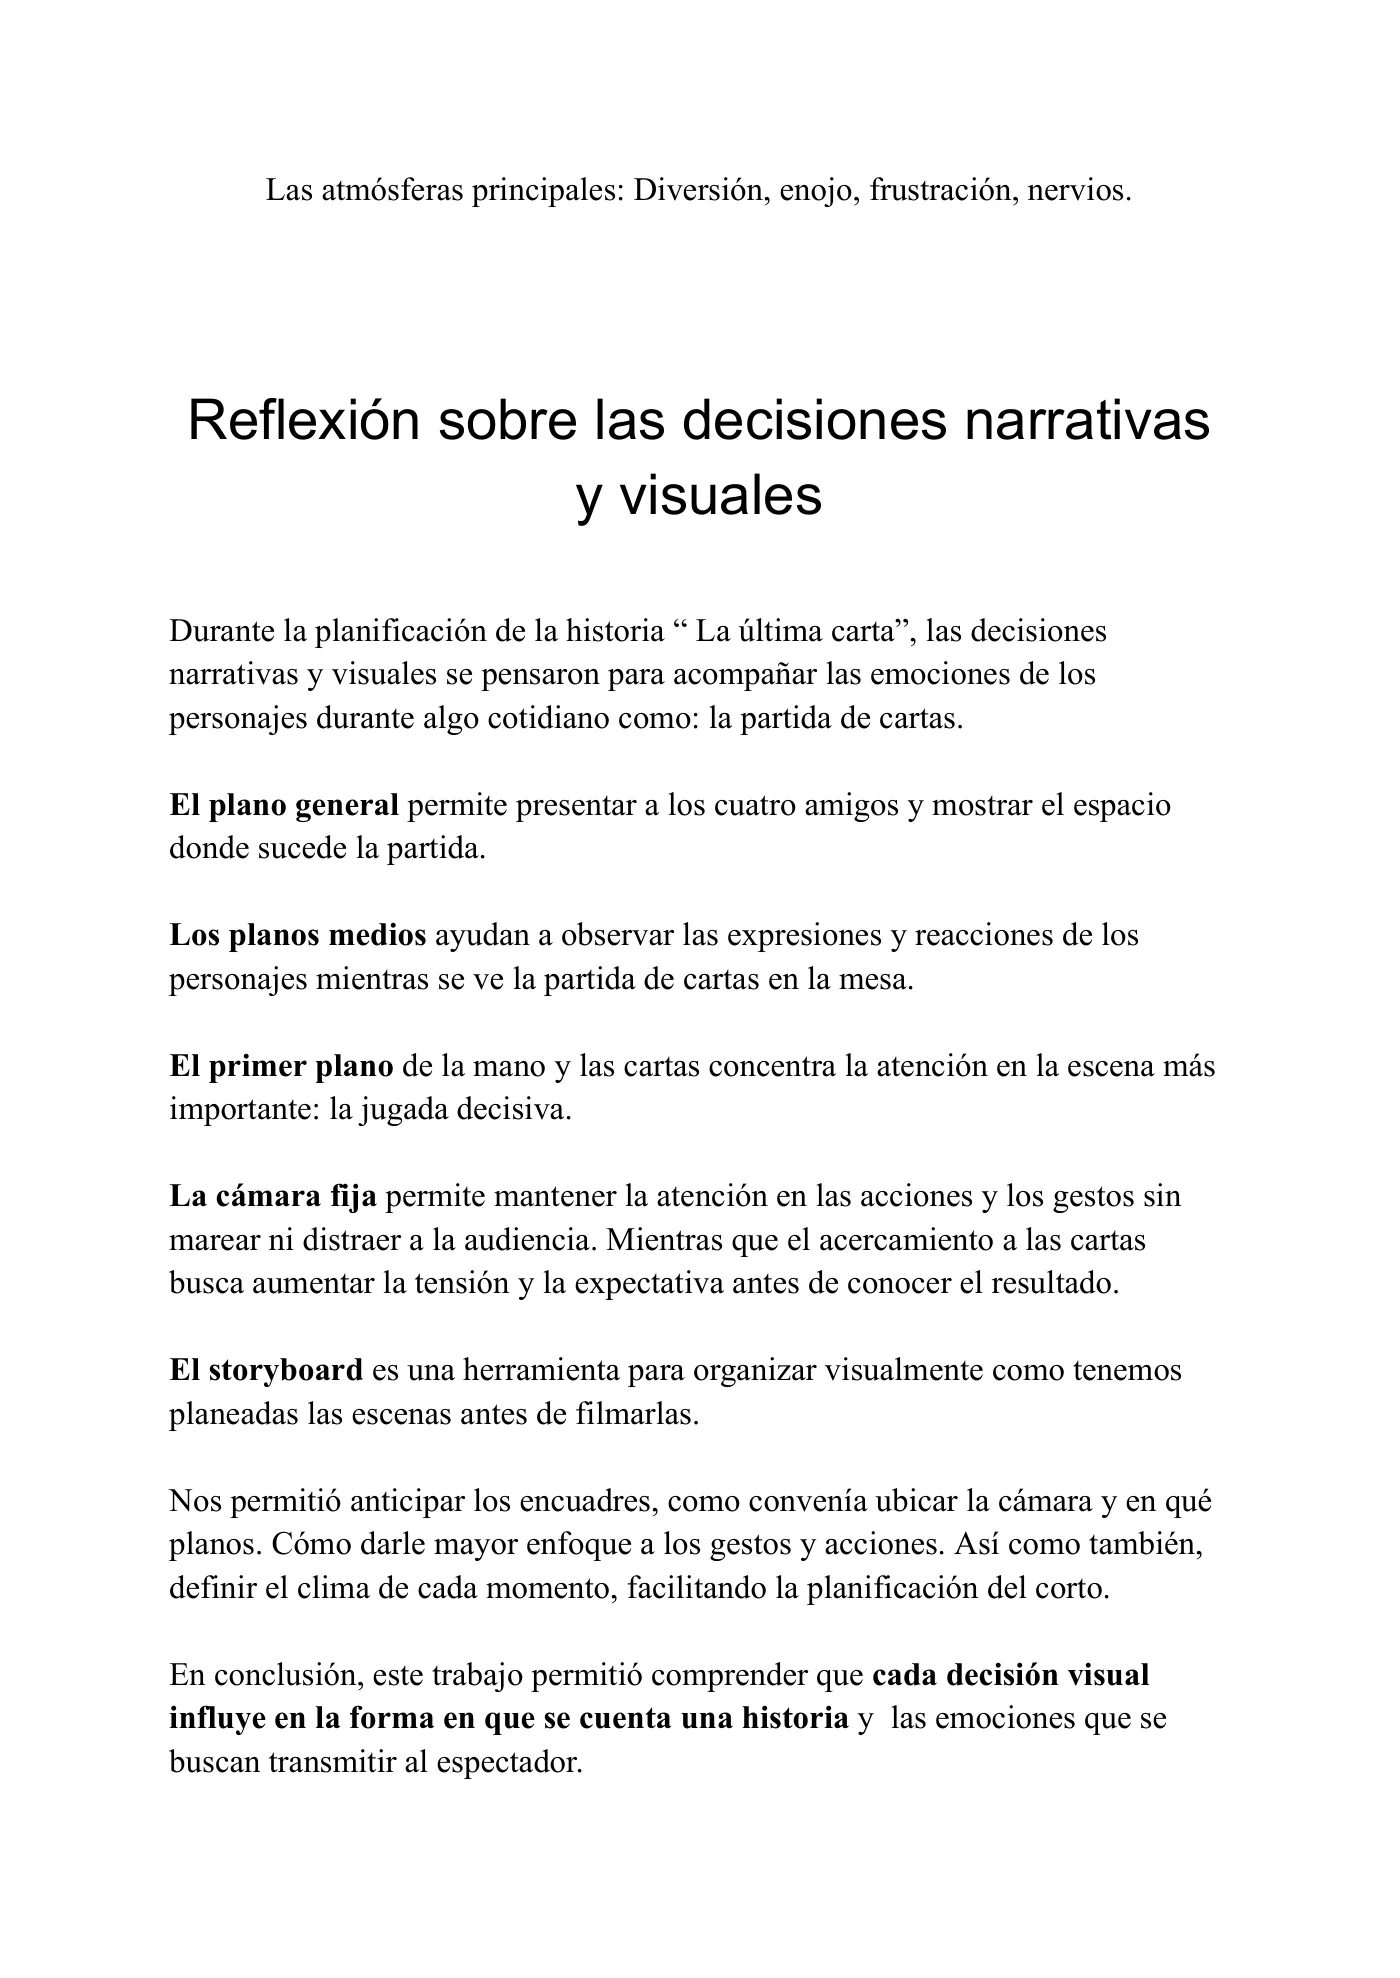 Las atmósferas principales: Diversión, enojo, frustración, nervios.
Reflexión sobre las decisiones narrativas
y visuales
Durante la planificación de la historia “ La última carta”, las decisiones
narrativas y visuales se pensaron para acompañar las emociones de los
personajes durante algo cotidiano como: la partida de cartas.
El plano general permite presentar a los cuatro amigos y mostrar el espacio
donde sucede la partida.
Los planos medios ayudan a observar las expresiones y reacciones de los
personajes mientras se ve la partida de cartas en la mesa.
El primer plano de la mano y las cartas concentra la atención en la escena más
importante: la jugada decisiva.
La cámara fija permite mantener la atención en las acciones y los gestos sin
marear ni distraer a la audiencia. Mientras que el acercamiento a las cartas
busca aumentar la tensión y la expectativa antes de conocer el resultado.
El storyboard es una herramienta para organizar visualmente como tenemos
planeadas las escenas antes de filmarlas.
Nos permitió anticipar los encuadres, como convenía ubicar la cámara y en qué
planos. Cómo darle mayor enfoque a los gestos y acciones. Así como también,
definir el clima de cada momento, facilitando la planificación del corto.
En conclusión, este trabajo permitió comprender que cada decisión visual
influye en la forma en que se cuenta una historia y  las emociones que se
buscan transmitir al espectador.